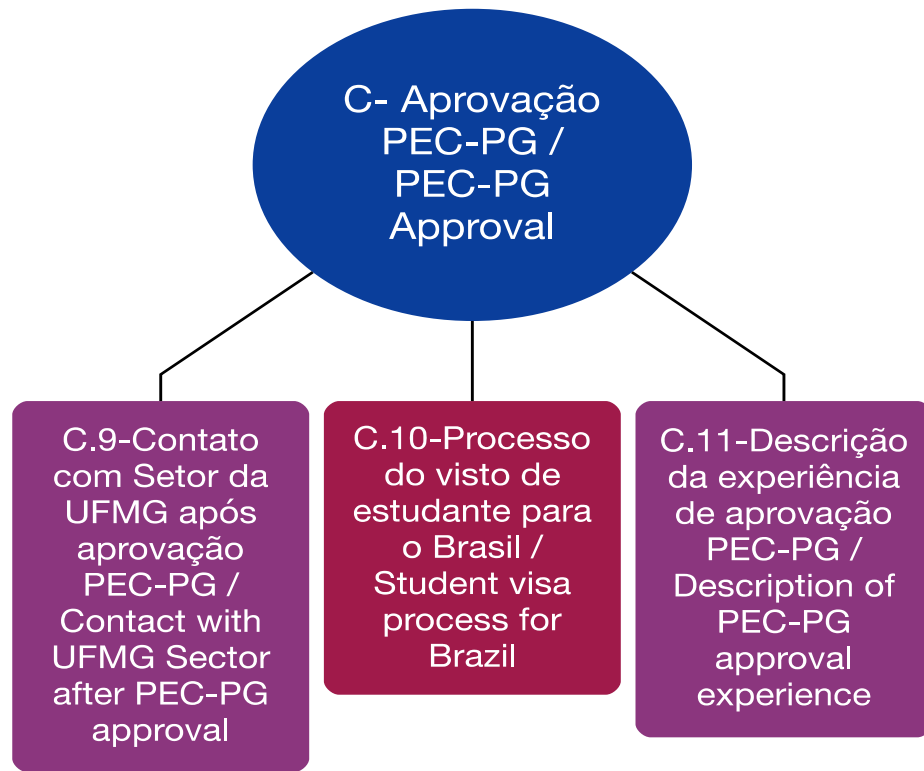 C- Aprovação
PEC-PG /
PEC-PG
Approval
C.9-Contato
com Setor da
UFMG após
aprovação
PEC-PG /
Contact with
UFMG Sector
after PEC-PG
approval
C.10-Processo
do visto de
estudante para
o Brasil /
Student visa
process for
Brazil
C.11-Descrição
da experiência
de aprovação
PEC-PG /
Description of
PEC-PG
approval
experience